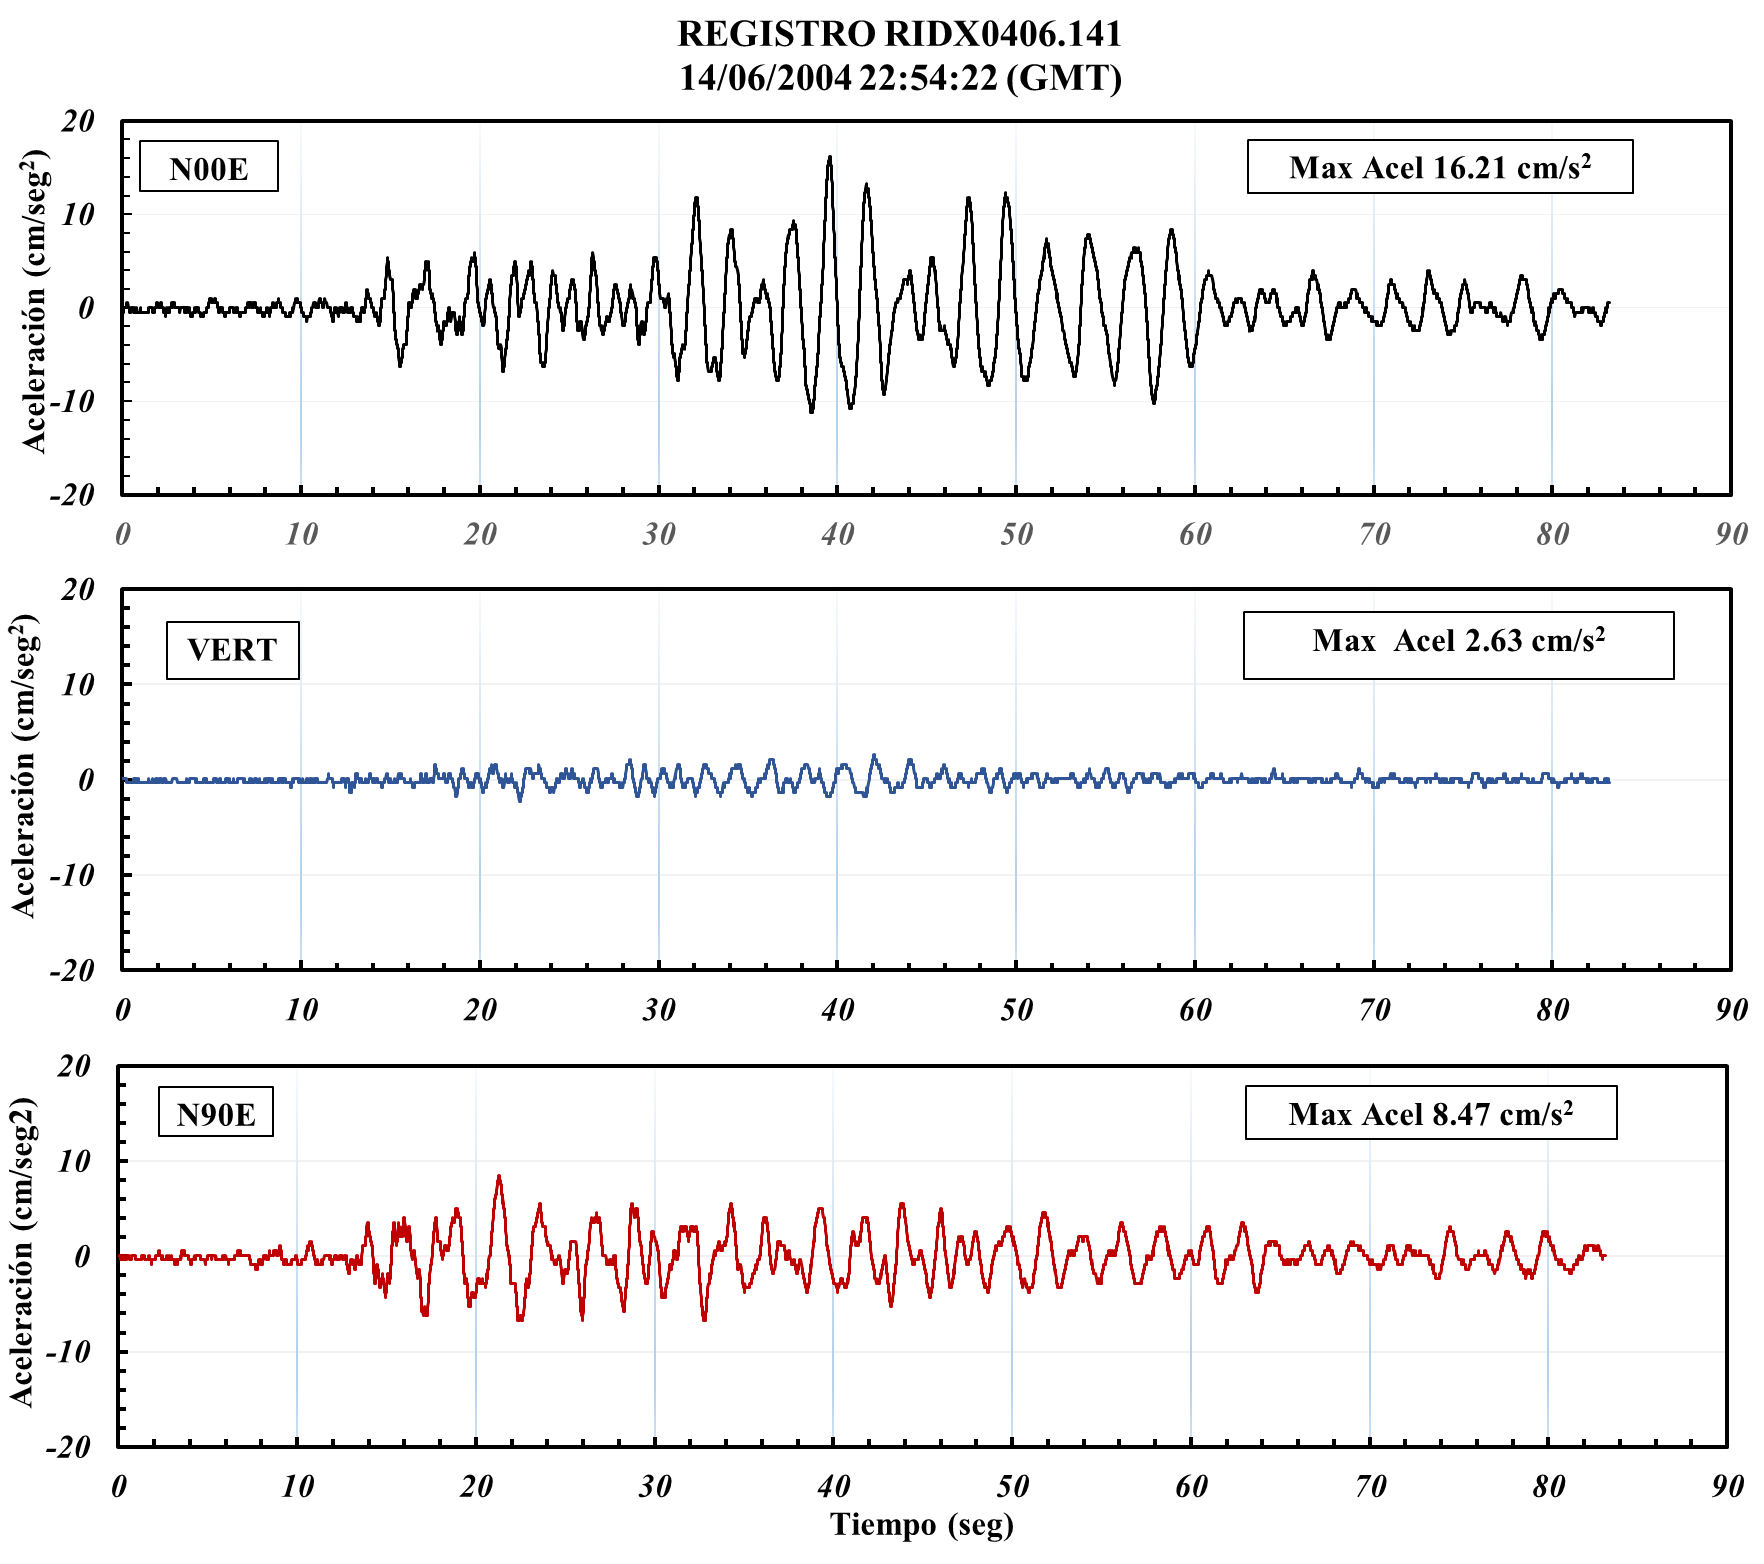 REGISTRO RIDX0406.141
14/06/2004 22:54:22 (GMT)
Aceleración (cm/seg²)
20
10
0
-10
-20
N00E
Max Acel 16.21 cm/s²
0 10 20 30 40 50 60 70 80 90
Aceleración (cm/seg²)
20
10
0
-10
-20
VERT
Max Acel 2.63 cm/s²
0 10 20 30 40 50 60 70 80 90
Aceleración (cm/seg2)
20
10
0
-10
-20
N90E
Max Acel 8.47 cm/s²
0 10 20 30 40 50 60 70 80 90
Tiempo (seg)